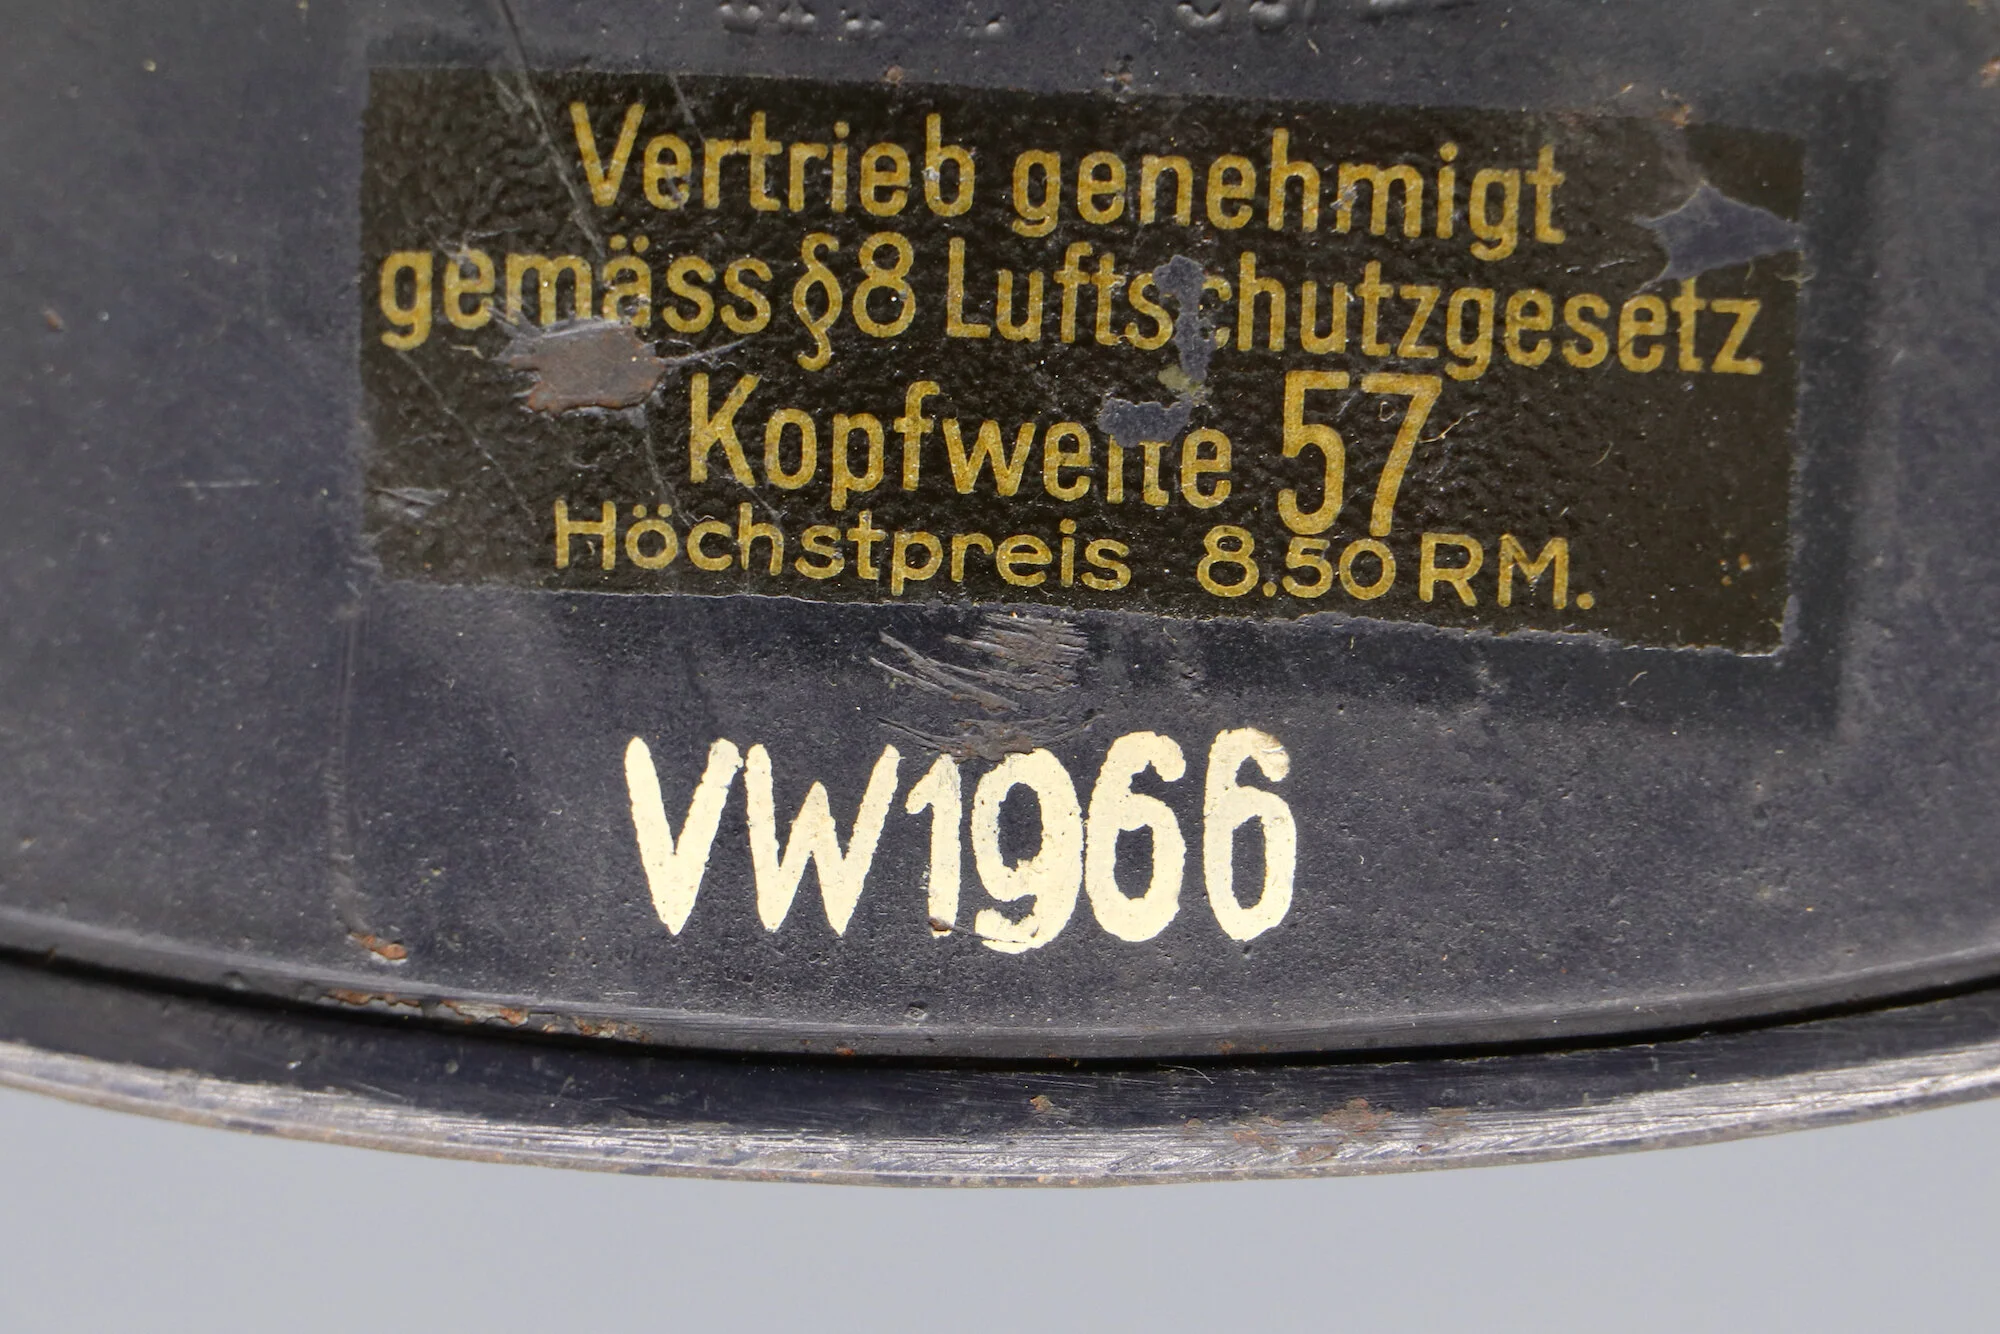 Vertrieb genehmigt
gemäss §8 Luftschutzgesetz
Kopfweite 57
Höchstpreis 8.50 RM.
VW1966